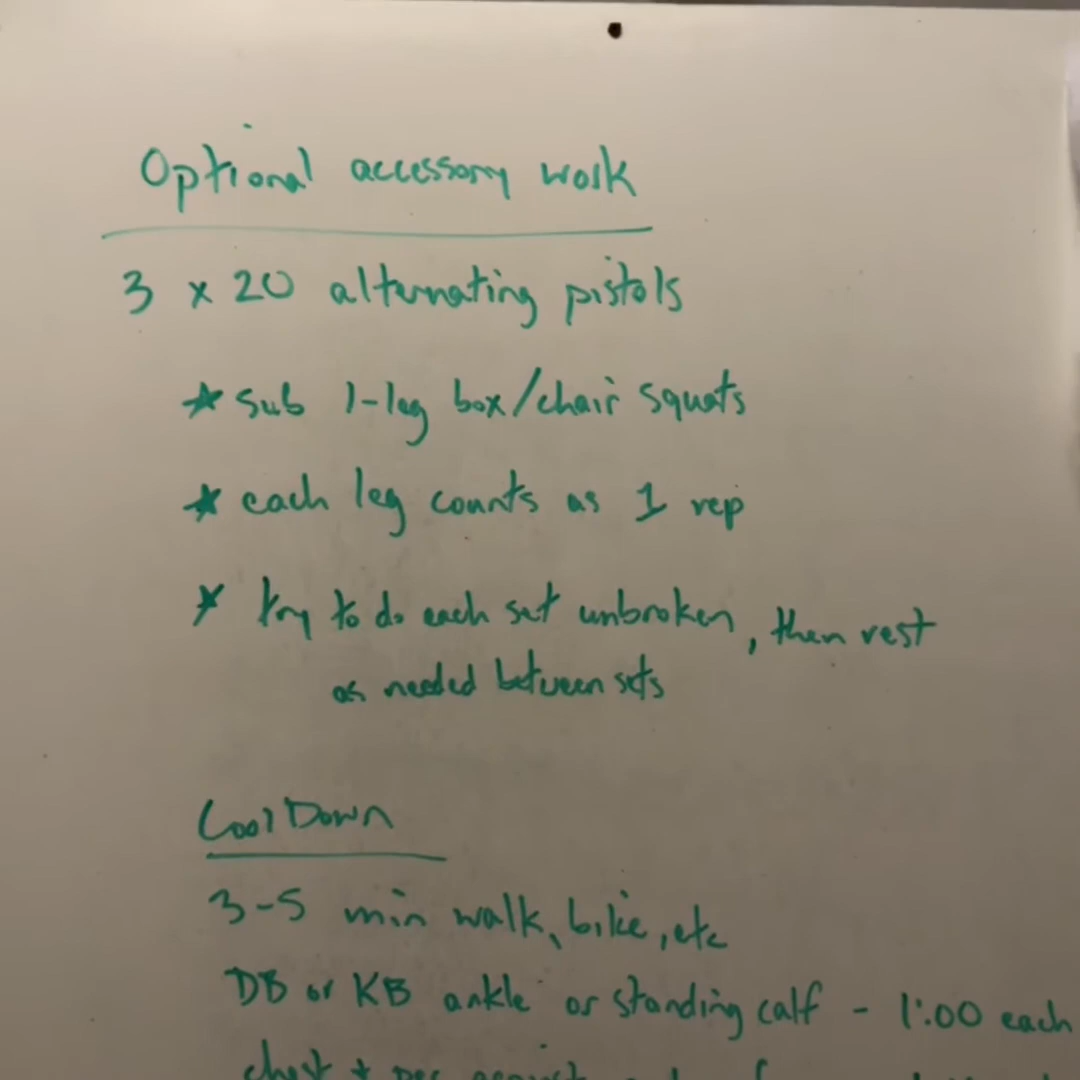 Optional accessory work
3 x 20 alternating pistols
* sub 1-leg box/chair squats
* each leg counts as 1 rep
* try to do each set unbroken, then rest
as needed between sets
Cool Down
3-5 min walk, bike, etc
DB or KB ankle or standing calf - 1:00 each
chest +